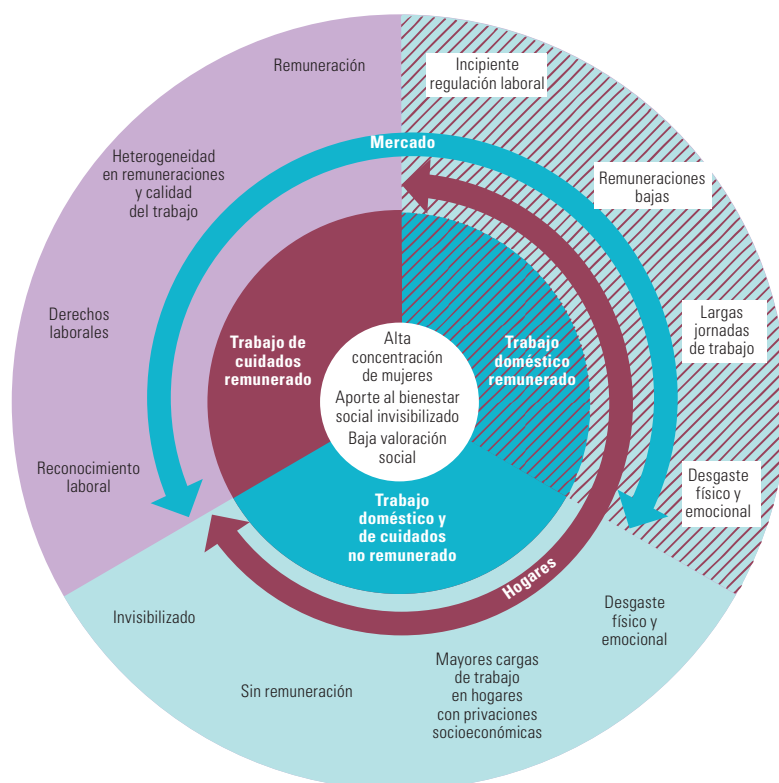 Remuneración
Incipiente
regulación laboral
Mercado
Heterogeneidad
en remuneraciones
y calidad
del trabajo
Remuneraciones
bajas
Derechos
laborales
Largas
jornadas
de trabajo
Trabajo de
cuidados
remunerado
Alta
concentración
de mujeres
Aporte al bienestar
social invisibilizado
Baja valoración
social
Trabajo
doméstico
remunerado
Reconocimiento
laboral
Desgaste
físico y
emocional
Trabajo
doméstico y
de cuidados
no remunerado
Hogares
Invisibilizado
Sin remuneración
Mayores cargas
de trabajo
en hogares
con privaciones
socioeconómicas
Desgaste
físico y
emocional